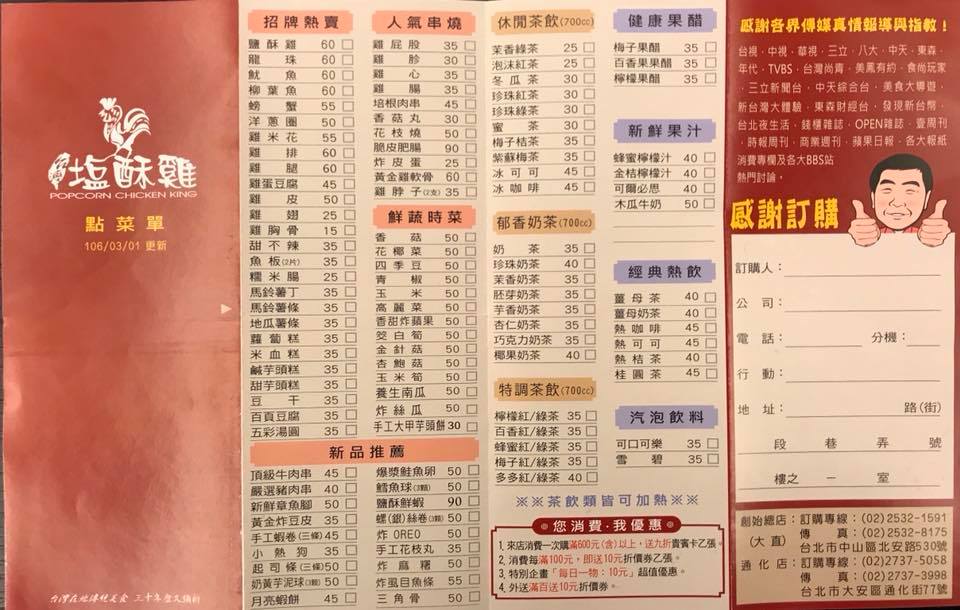 塩酥雞
POPCORN CHICKEN KING
點菜單
106/03/01 更新
台灣在地傳統美食 三十年歷久彌新
招牌熱賣
鹽酥雞 60
龍珠 60
魷魚 60
柳葉魚 60
螃蟹 55
洋蔥圈 50
雞米花 55
雞排 60
雞腿 60
雞蛋豆腐 45
雞皮 50
雞翅 25
雞胸骨 15
甜不辣 35
魚板(2片) 35
糯米腸 25
馬鈴薯丁 35
馬鈴薯條 35
地瓜薯條 35
蘿蔔糕 35
米血糕 35
鹹芋頭糕 35
甜芋頭糕 35
豆干 35
百頁豆腐 35
五彩湯圓 35
人氣串燒
雞屁股 35
雞胗 30
雞心 35
雞腸 35
培根肉串 45
香菇丸 30
花枝燒 50
脆皮肥腸 90
炸皮蛋 25
黃金雞軟骨 60
雞脖子(2支) 35
鮮蔬時菜
香菇 50
花椰菜 50
四季豆 50
青椒 50
玉米 50
高麗菜 50
香甜炸蘋果 50
筊白筍 50
金針菇 50
杏鮑菇 50
玉米筍 50
養生南瓜 50
炸絲瓜 50
手工大甲芋頭餅 30
新品推薦
頂級牛肉串 45
嚴選豬肉串 40
新鮮章魚腳 50
黃金炸豆皮 35
手工蝦卷(三條) 45
小熱狗 35
起司條(三條) 50
奶黃芋泥球(3顆) 50
月亮蝦餅 45
爆漿鮭魚卵 50
鱈魚球(3顆) 50
鹽酥鮮蝦 90
螺(銀)絲卷(3顆) 50
炸 OREO 50
手工花枝丸 35
炸麻糬 50
炸虱目魚條 55
三角骨 50
休閒茶飲(700cc)
茉香綠茶 25
泡沫紅茶 25
冬瓜茶 30
珍珠紅茶 30
珍珠綠茶 30
蜜茶 30
梅子桔茶 35
紫蘇梅茶 35
冰可可 45
冰咖啡 45
郁香奶茶(700cc)
奶茶 35
珍珠奶茶 40
茉香奶茶 35
胚芽奶茶 35
芋香奶茶 35
杏仁奶茶 35
巧克力奶茶 35
椰果奶茶 40
特調茶飲(700cc)
檸檬紅/綠茶 35
百香紅/綠茶 35
蜂蜜紅/綠茶 35
梅子紅/綠茶 35
多多紅/綠茶 40
健康果醋
梅子果醋 35
百香果果醋 35
檸檬果醋 35
新鮮果汁
蜂蜜檸檬汁 40
金桔檸檬汁 40
可爾必思 40
木瓜牛奶 50
經典熱飲
薑母茶 40
薑母奶茶 40
熱咖啡 45
熱可可 45
熱桔茶 40
桂圓茶 45
汽泡飲料
可口可樂 35
雪碧 35
※※茶飲類皆可加熱※※
您消費‧我優惠
1. 來店消費一次購滿600元(含)以上，送九折貴賓卡乙張。
2. 消費每滿100元，即送10元折價券乙張。
3. 特別企畫「每日一物：10元」超值優惠。
4. 外送滿百送10元折價券。
感謝各界傳媒真情報導與指教！
台視‧中視‧華視‧三立‧八大‧中天‧東森‧
年代‧TVBS‧台灣尚青‧美鳳有約‧食尚玩家
‧三立新聞台‧中天綜合台‧美食大導遊‧
新台灣大體驗‧東森財經台‧發現新台幣‧
台北夜生活‧錢櫃雜誌‧OPEN雜誌‧壹周刊
‧時報周刊‧商業週刊‧蘋果日報‧各大報紙
消費專欄及各大BBS站
熱門討論。
感謝訂購
訂購人：
公司：
電話： 分機：
行動：
地址： 路(街)
段 巷 弄 號
樓之 － 室
創始總店：訂購專線：(02)2532-1591
(大直) 傳真：(02)2532-8175
台北市中山區北安路530號
通化店：訂購專線：(02)2737-5058
傳真：(02)2737-3998
台北市大安區通化街77號